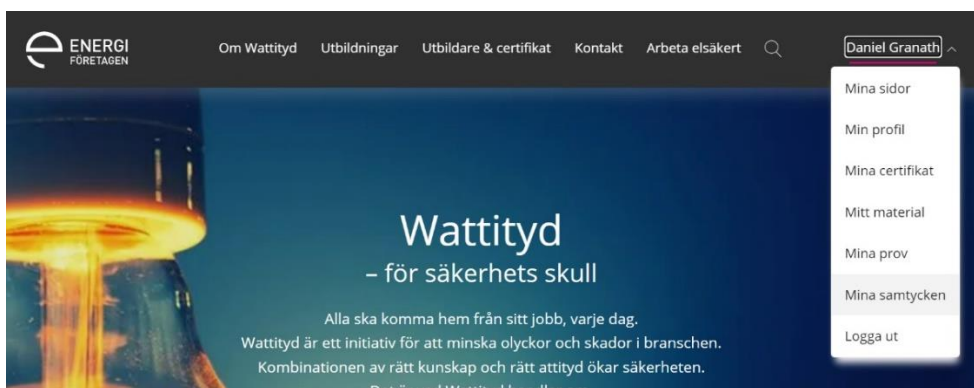 ENERGI
FÖRETAGEN
Om Wattityd Utbildningar Utbildare & certifikat Kontakt Arbeta elsäkert Daniel Granath
Mina sidor
Min profil
Mina certifikat
Mitt material
Mina prov
Mina samtycken
Logga ut
Wattityd
– för säkerhets skull
Alla ska komma hem från sitt jobb, varje dag.
Wattityd är ett initiativ för att minska olyckor och skador i branschen.
Kombinationen av rätt kunskap och rätt attityd ökar säkerheten.